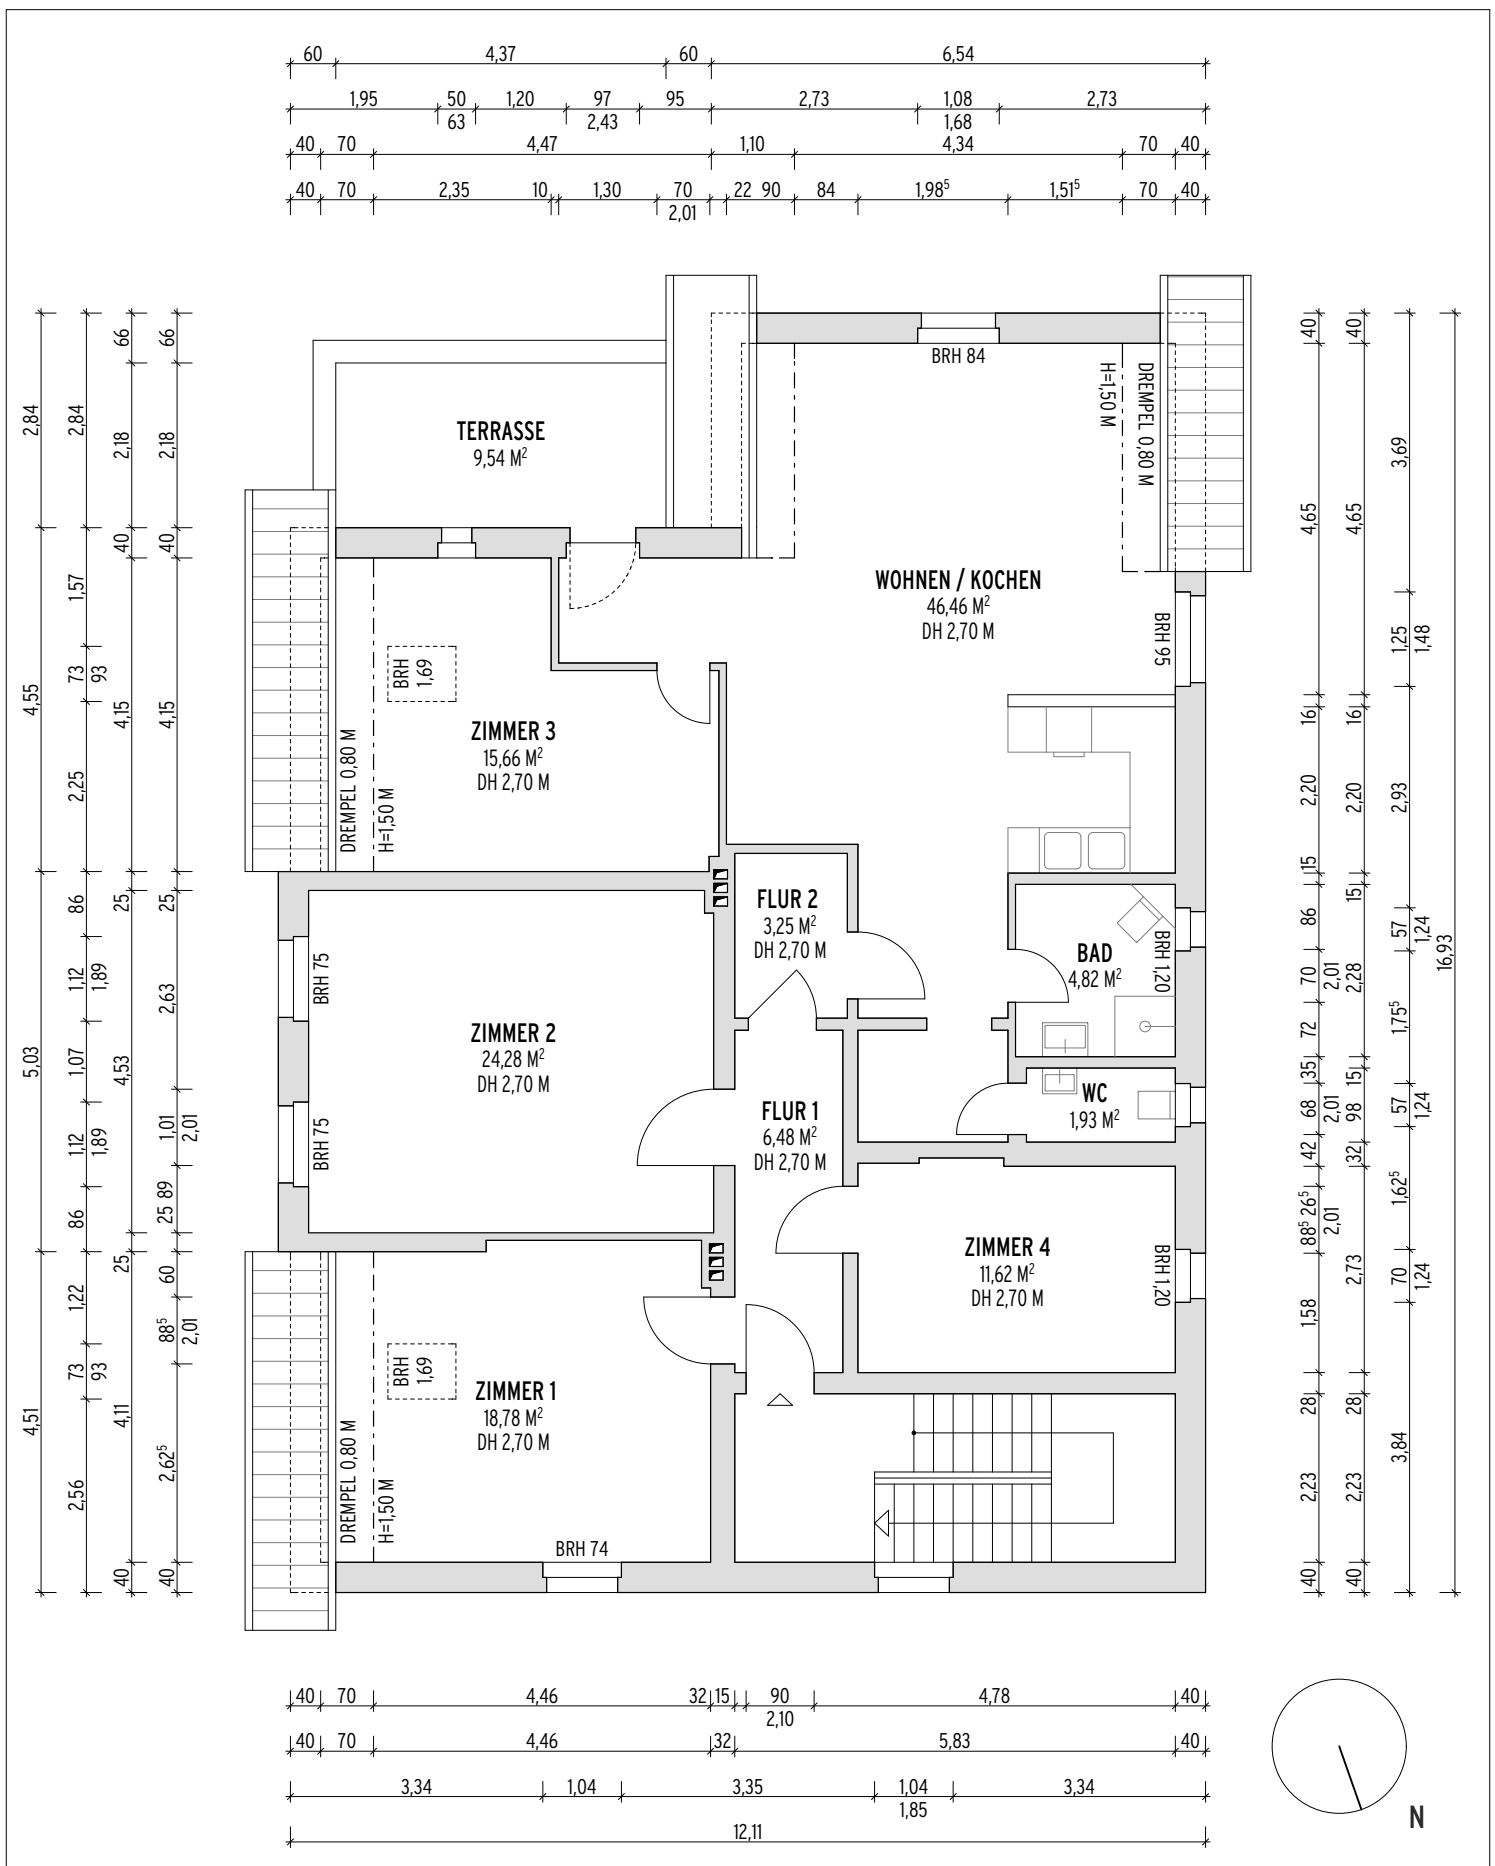 60 4,37 60 6,54
1,95 50 1,20 97 95 2,73 1,08 2,73
63 2,43 1,68
40 70 4,47 1,10 4,34 70 40
40 70 2,35 10 1,30 70 22 90 84 1,98⁵ 1,51⁵ 70 40
2,01
2,84 4,55 5,03 4,51
2,84 1,57 73 2,25 86 1,12 1,07 1,12 86 1,22 73 2,56
93 1,89 1,89 93
66 2,18 40 4,15 25 4,53 25 4,11 40
66 2,18 40 4,15 25 2,63 1,01 89 25 60 88⁵ 2,62⁵ 40
2,01 2,01
BRH 84
H=1,50 M
DREMPEL 0,80 M
TERRASSE
9,54 M²
WOHNEN / KOCHEN
46,46 M²
DH 2,70 M
BRH 95
BRH
1,69
ZIMMER 3
15,66 M²
DH 2,70 M
DREMPEL 0,80 M
H=1,50 M
FLUR 2
3,25 M²
DH 2,70 M
BAD
4,82 M²
BRH 1,20
BRH 75
ZIMMER 2
24,28 M²
DH 2,70 M
BRH 75
FLUR 1
6,48 M²
DH 2,70 M
WC
1,93 M²
ZIMMER 4
11,62 M²
DH 2,70 M
BRH 1,20
BRH
1,69
ZIMMER 1
18,78 M²
DH 2,70 M
DREMPEL 0,80 M
H=1,50 M
BRH 74
40 4,65 16 2,20 15 86 70 72 35 68 42 26⁵ 88⁵ 1,58 28 2,23 40
2,01 2,01 2,01
40 4,65 16 2,20 15 2,28 15 98 32 2,73 28 2,23 40
3,69 1,25 2,93 57 1,75⁵ 57 1,62⁵ 70 3,84
1,48 1,24 1,24 1,24
16,93
40 70 4,46 32 15 90 4,78 40
2,10
40 70 4,46 32 5,83 40
3,34 1,04 3,35 1,04 3,34
1,85
12,11
N